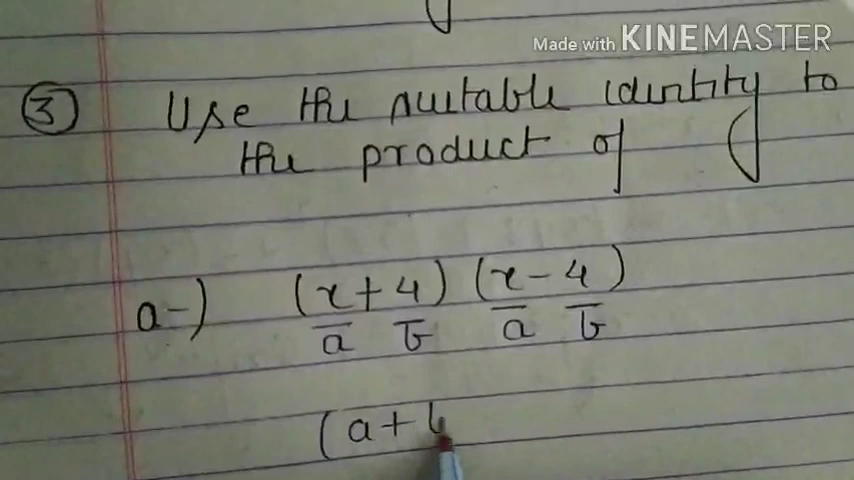 Made with KINEMASTER
③ Use the suitable identity to
the product of
a-) (x + 4) (x - 4)
a b a b
(a + b